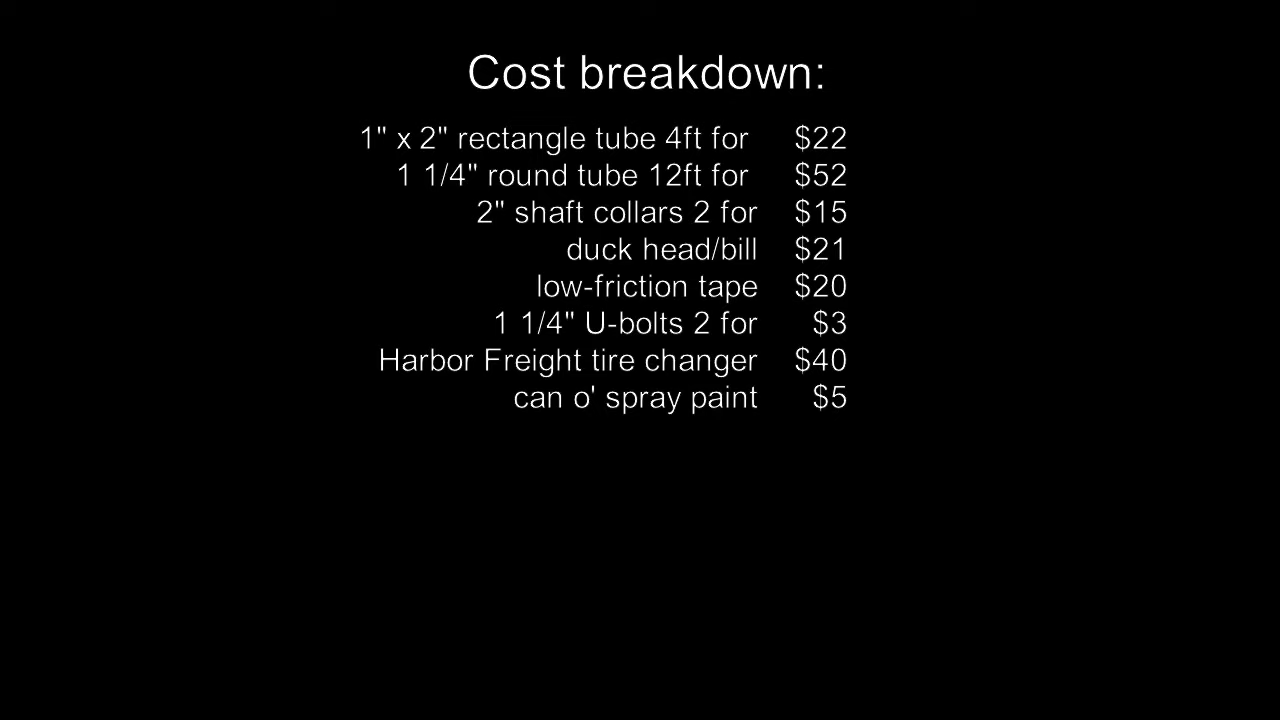 Cost breakdown:
1" x 2" rectangle tube 4ft for $22
1 1/4" round tube 12ft for $52
2" shaft collars 2 for $15
duck head/bill $21
low-friction tape $20
1 1/4" U-bolts 2 for $3
Harbor Freight tire changer $40
can o' spray paint $5